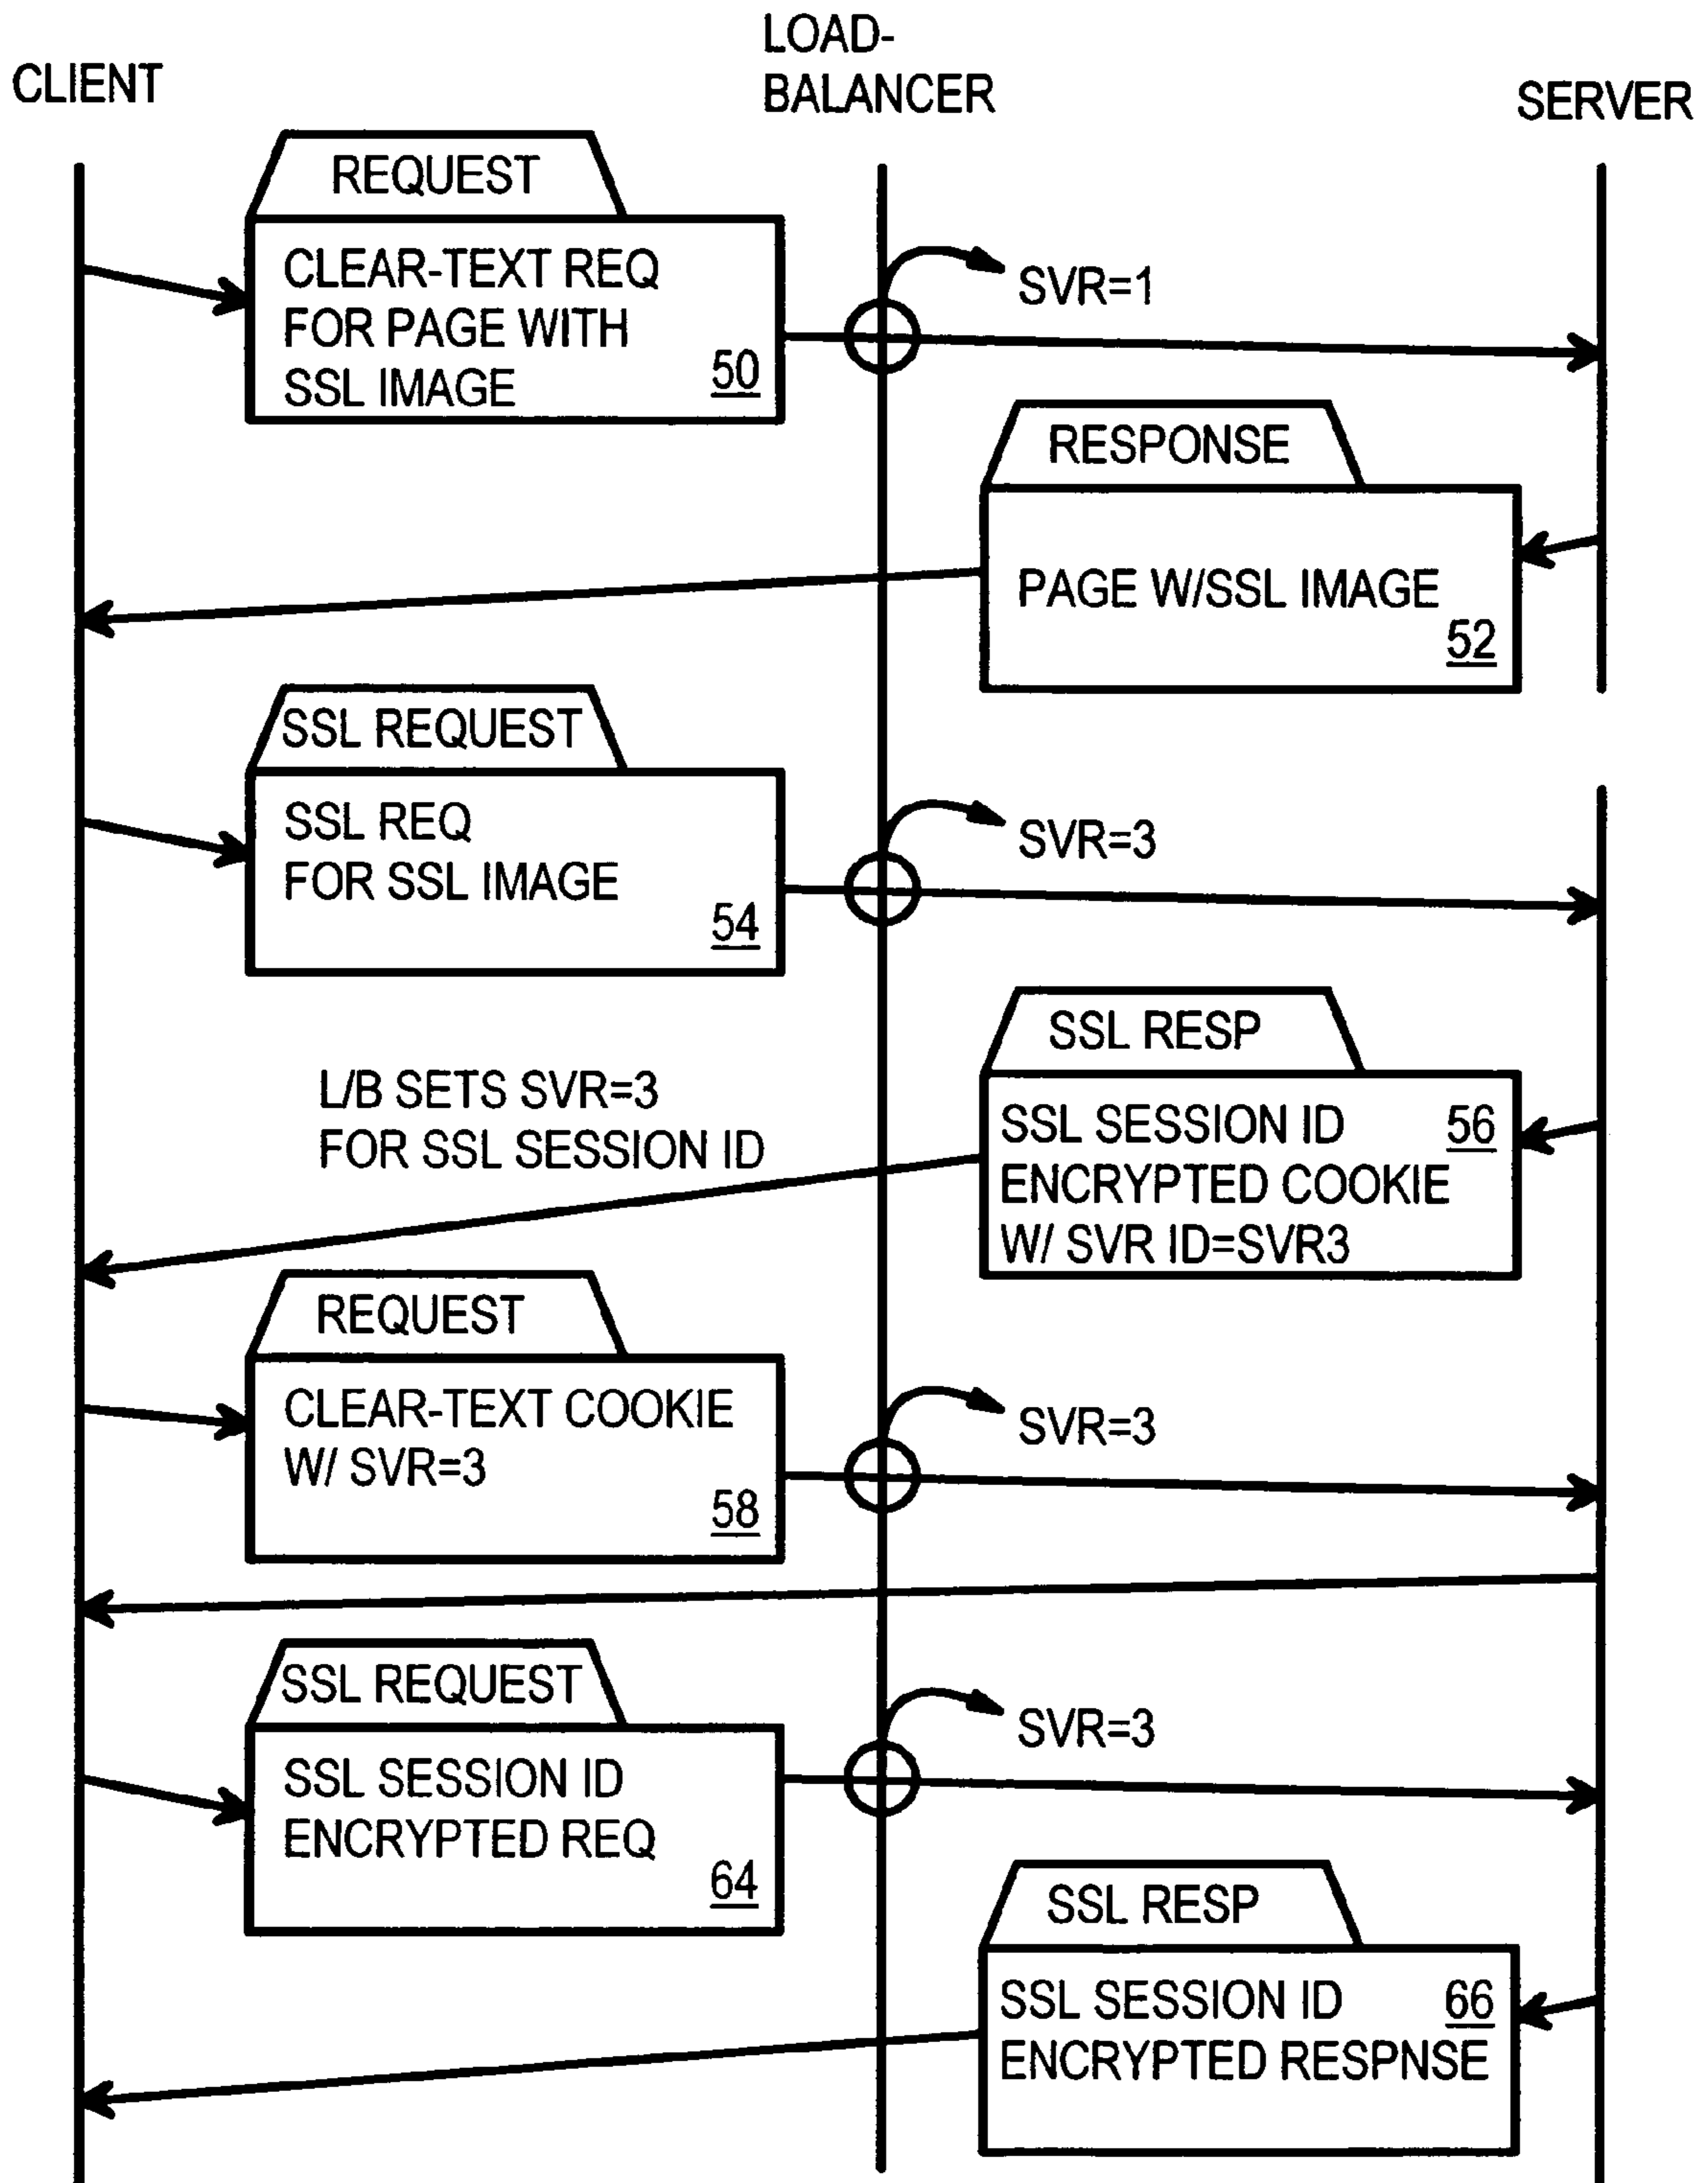 CLIENT
LOAD-
BALANCER
SERVER
REQUEST
CLEAR-TEXT REQ
FOR PAGE WITH
SSL IMAGE
50
SVR=1
RESPONSE
PAGE W/SSL IMAGE
52
SSL REQUEST
SSL REQ
FOR SSL IMAGE
54
SVR=3
SSL RESP
SSL SESSION ID
ENCRYPTED COOKIE
W/ SVR ID=SVR3
56
L/B SETS SVR=3
FOR SSL SESSION ID
REQUEST
CLEAR-TEXT COOKIE
W/ SVR=3
58
SVR=3
SSL REQUEST
SSL SESSION ID
ENCRYPTED REQ
64
SVR=3
SSL RESP
SSL SESSION ID
ENCRYPTED RESPNSE
66